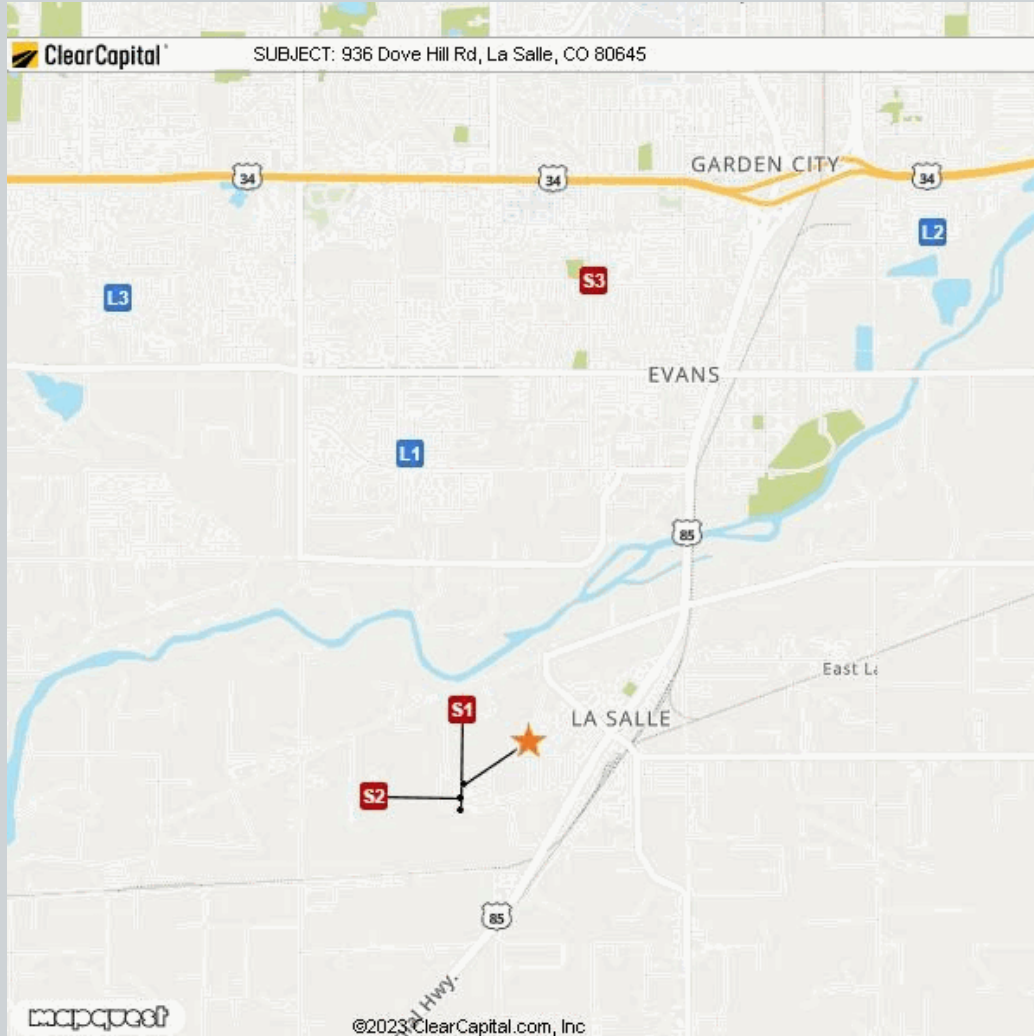 ClearCapital
SUBJECT: 936 Dove Hill Rd, La Salle, CO 80645
GARDEN CITY
34
34
34
L2
S3
L3
EVANS
L1
85
East La
S1
LA SALLE
S2
85
Hwy.
mapquest
©2023 ClearCapital.com, Inc